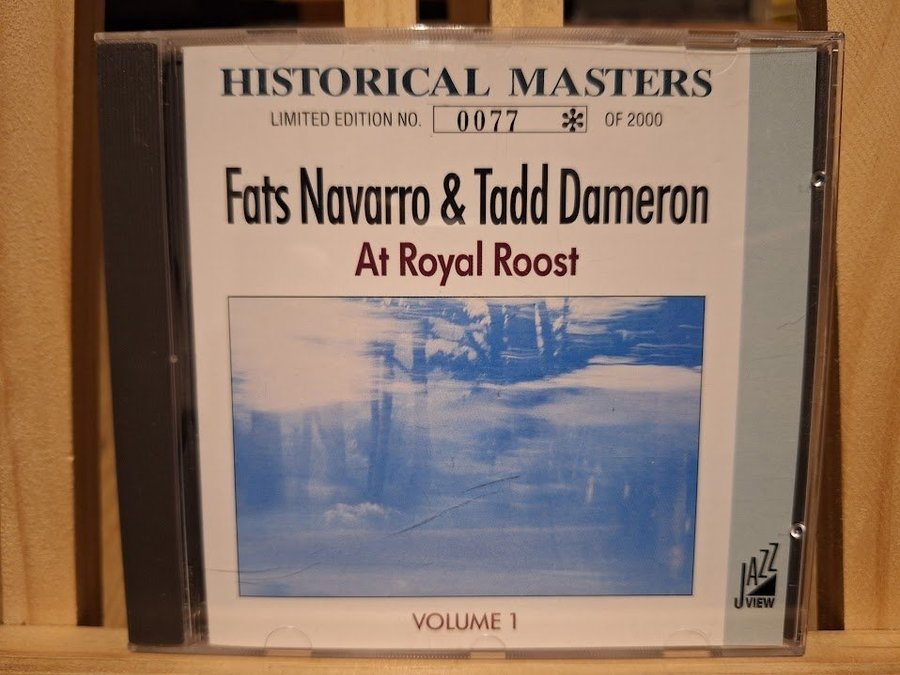 HISTORICAL MASTERS
LIMITED EDITION NO. 0077 OF 2000
Fats Navarro & Tadd Dameron
At Royal Roost
VOLUME 1
JAZZ
VIEW